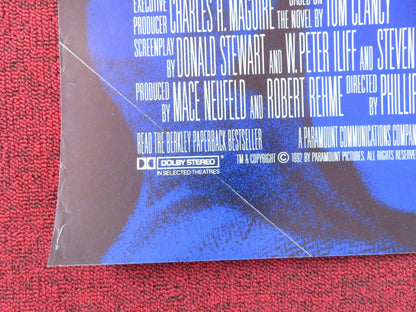 EXECUTIVE PRODUCER CHARLES H. MAGUIRE BASED ON THE NOVEL BY TOM CLANCY
SCREENPLAY BY DONALD STEWART AND W. PETER ILIFF AND STEVEN
PRODUCED BY MACE NEUFELD AND ROBERT REHME DIRECTED BY PHILLIP
READ THE BERKLEY PAPERBACK BESTSELLER A PARAMOUNT COMMUNICATIONS COMPA
DOLBY STEREO ® TM & COPYRIGHT © 1992 BY PARAMOUNT PICTURES. ALL RIGHTS RESERVE
IN SELECTED THEATRES